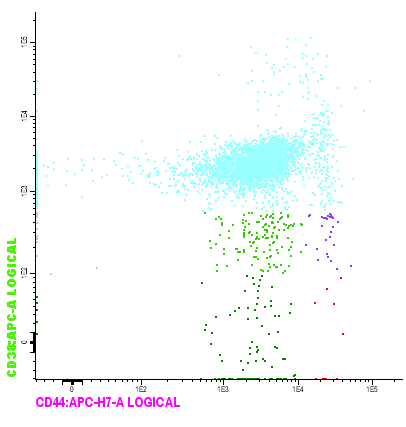 1E5
1E4
1E3
1E2
0
CD38:APC-A LOGICAL
0 1E2 1E3 1E4 1E5
CD44:APC-H7-A LOGICAL